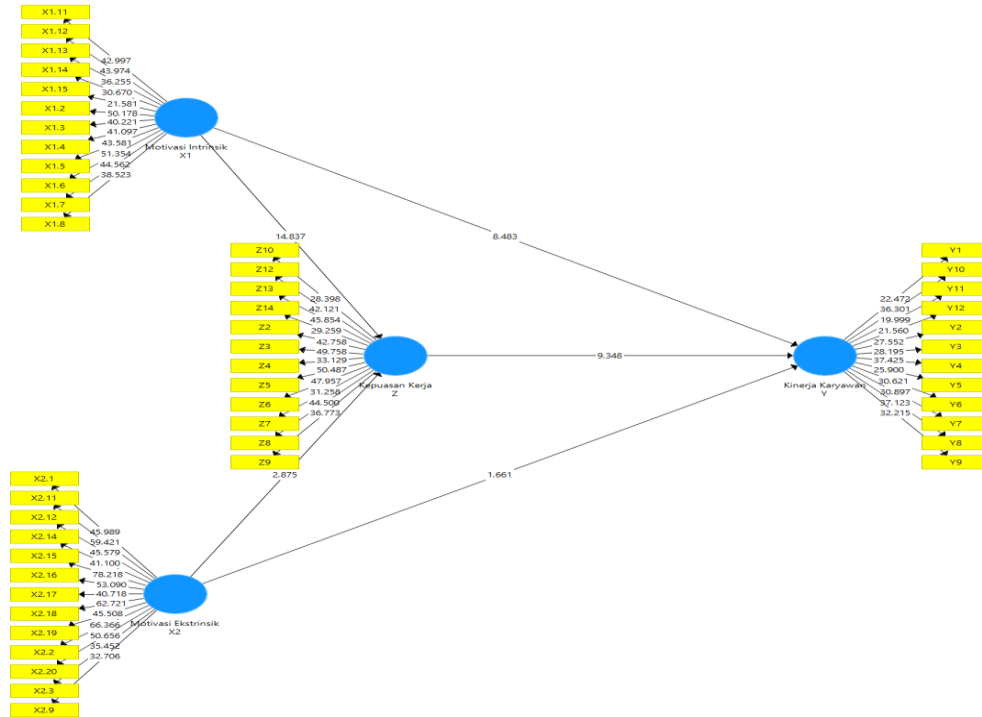 X1.11
X1.12
X1.13
X1.14
X1.15
X1.2
X1.3
X1.4
X1.5
X1.6
X1.7
X1.8
42.997
43.974
36.255
30.670
21.581
50.178
40.221
41.097
43.581
51.354
44.562
38.523
Motivasi Intrinsik
X1
14.837
8.483
Z10
Z12
Z13
Z14
Z2
Z3
Z4
Z5
Z6
Z7
Z8
Z9
28.398
42.121
45.854
29.259
42.758
49.758
33.129
50.487
47.957
31.258
44.500
36.773
Kepuasan Kerja
Z
9.348
Kinerja Karyawan
Y
22.472
36.301
19.999
21.560
27.552
28.195
37.425
25.900
30.621
30.897
37.123
32.215
Y1
Y10
Y11
Y12
Y2
Y3
Y4
Y5
Y6
Y7
Y8
Y9
2.875
1.661
X2.1
X2.11
X2.12
X2.14
X2.15
X2.16
X2.17
X2.18
X2.19
X2.2
X2.20
X2.3
X2.9
45.989
59.421
45.579
41.100
78.218
53.090
40.718
62.721
45.508
66.366
50.656
35.452
32.706
Motivasi Ekstrinsik
X2